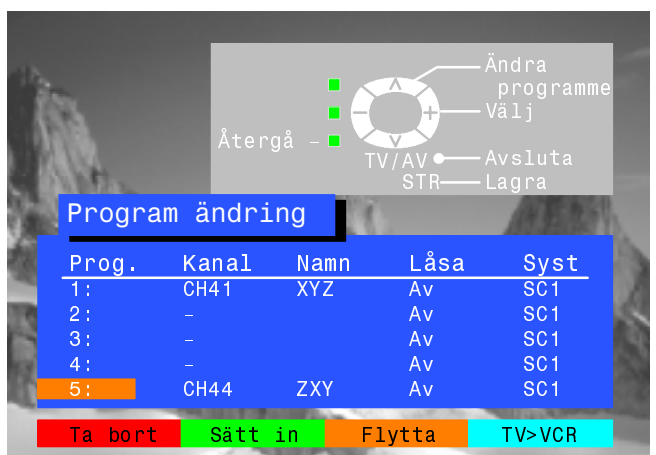 Ändra
programme
Välj
Återgå –
TV/AV
Avsluta
STR
Lagra
Program ändring
Prog. Kanal Namn Låsa Syst
1: CH41 XYZ Av SC1
2: – Av SC1
3: – Av SC1
4: – Av SC1
5: CH44 ZXY Av SC1
Ta bort Sätt in Flytta TV>VCR